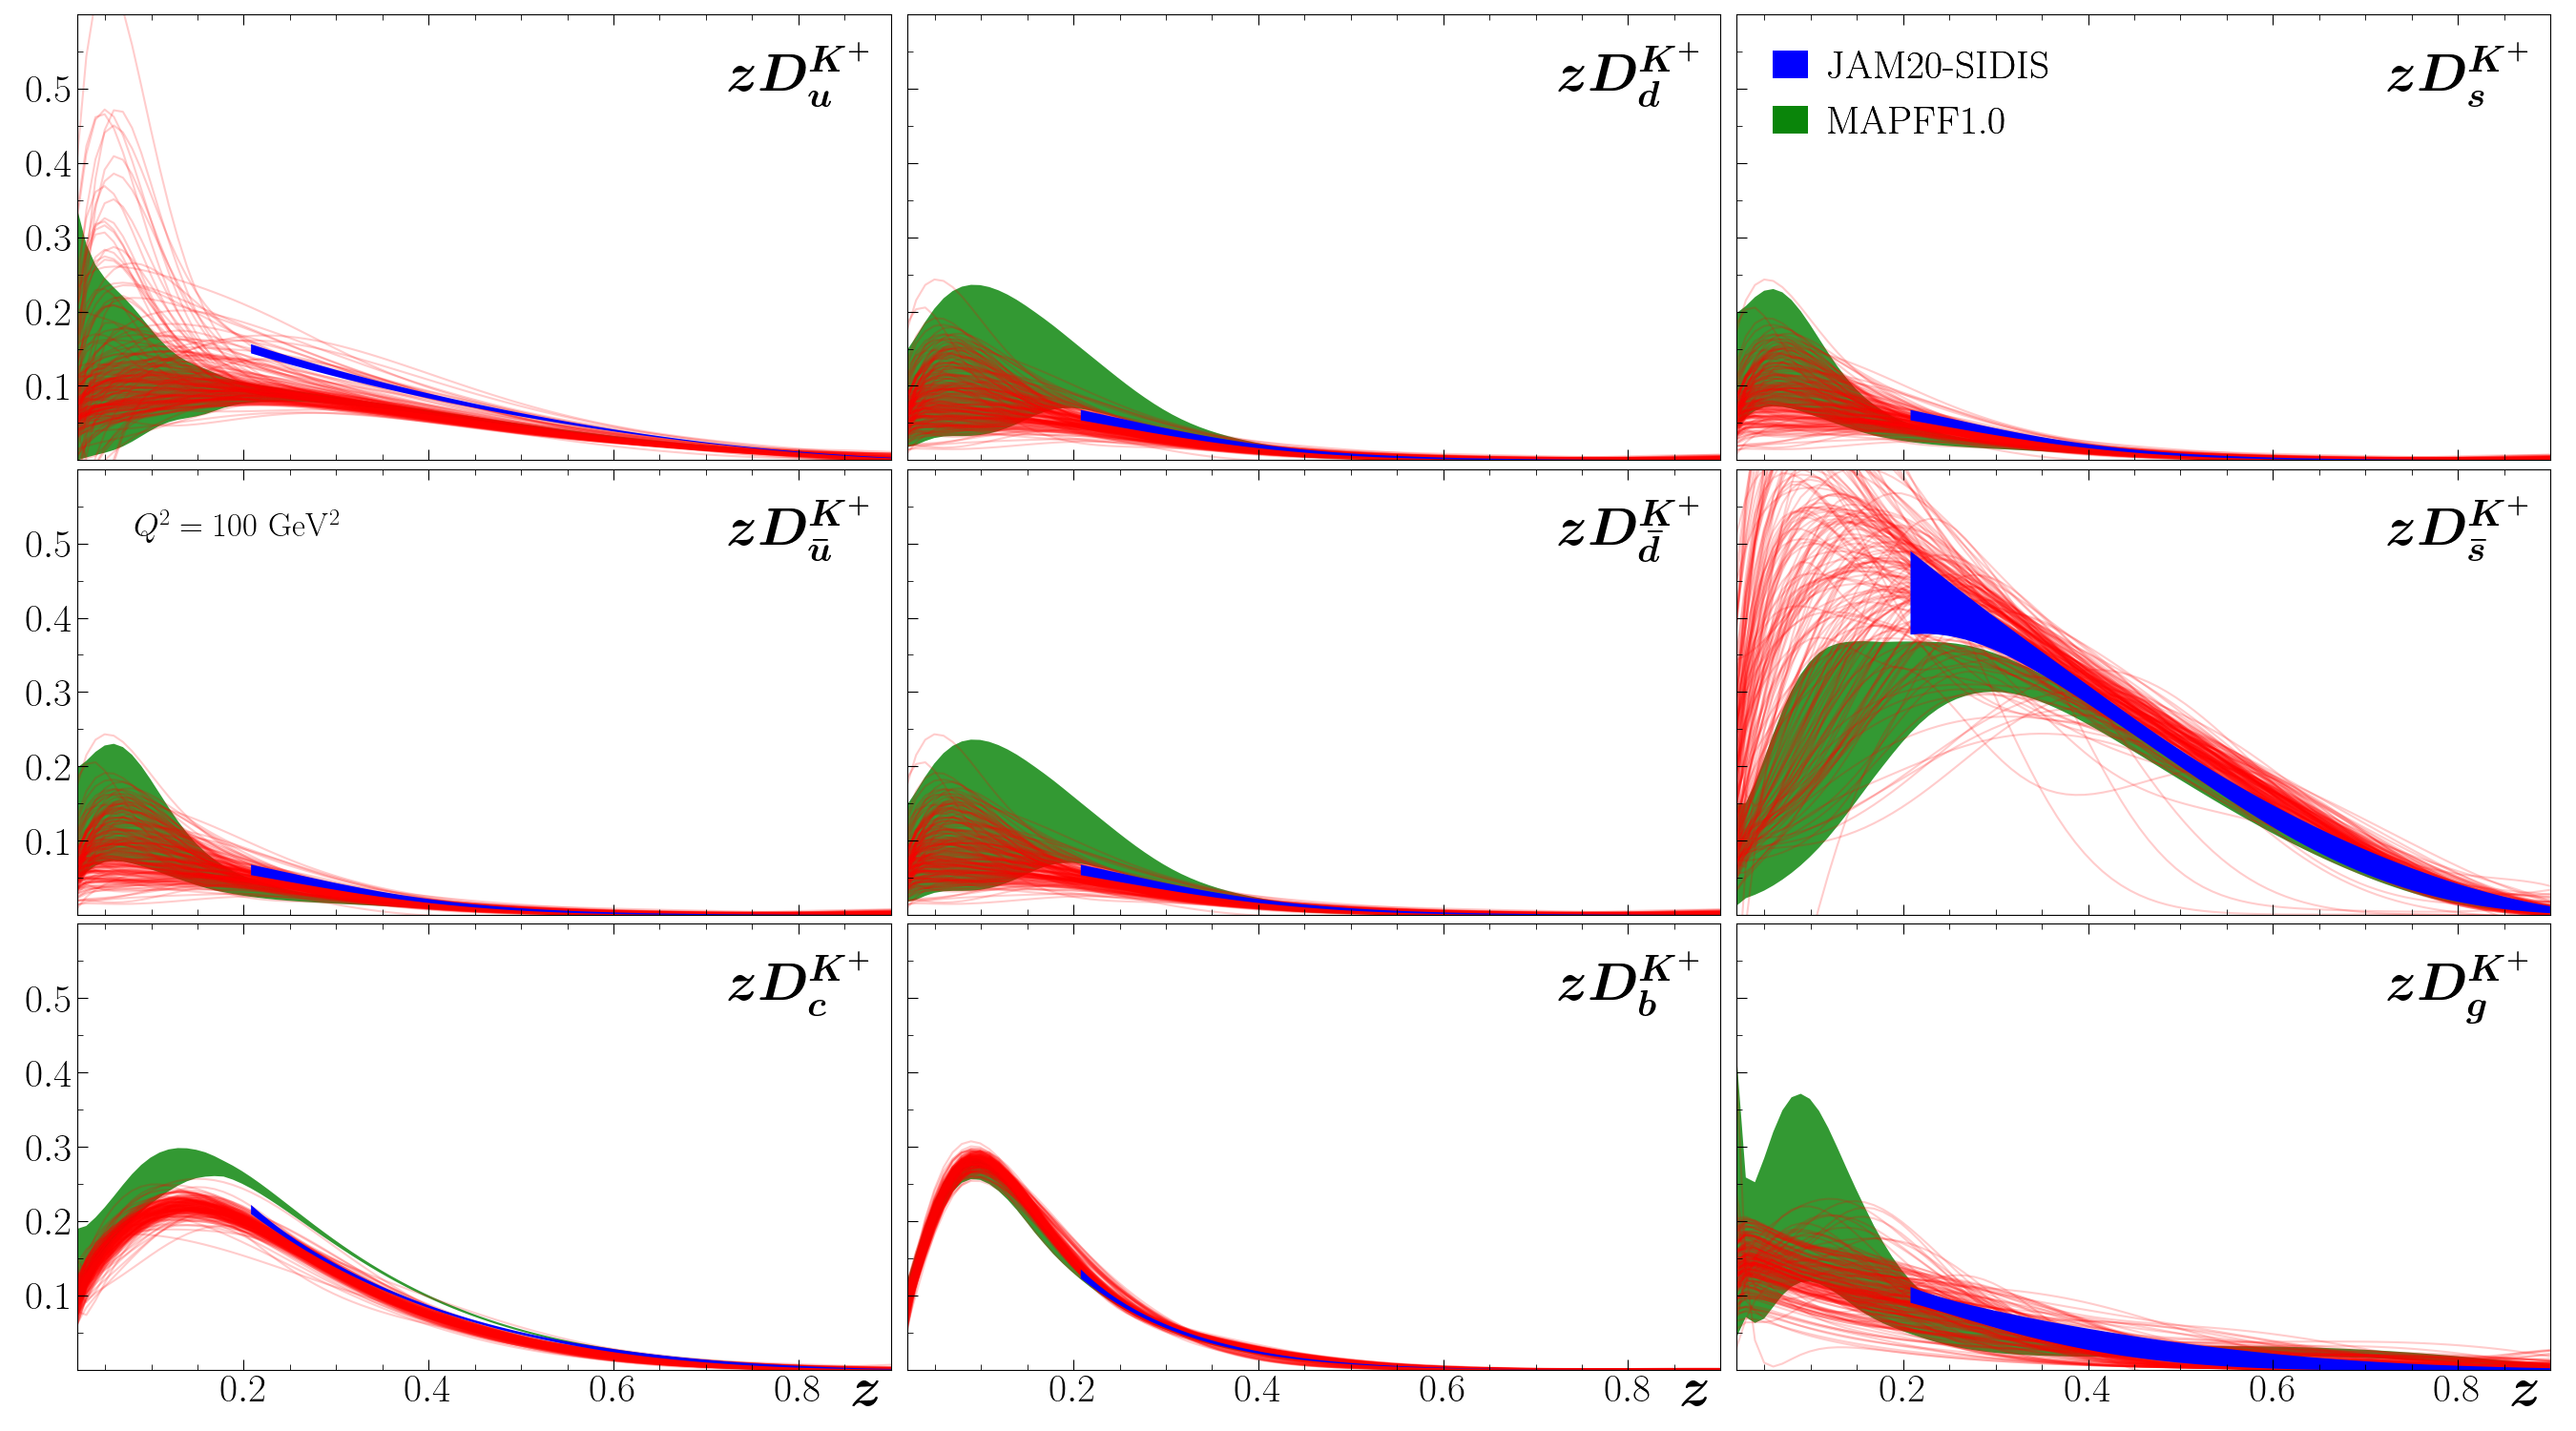 0.5
0.4
0.3
0.2
0.1
zD_u^{K^+}
zD_d^{K^+}
JAM20-SIDIS
MAPFF1.0
zD_s^{K^+}
0.5
0.4
0.3
0.2
0.1
Q^2 = 100 GeV^2
zD_{\bar{u}}^{K^+}
zD_{\bar{d}}^{K^+}
zD_{\bar{s}}^{K^+}
0.5
0.4
0.3
0.2
0.1
zD_c^{K^+}
zD_b^{K^+}
zD_g^{K^+}
0.2 0.4 0.6 0.8 z
0.2 0.4 0.6 0.8 z
0.2 0.4 0.6 0.8 z